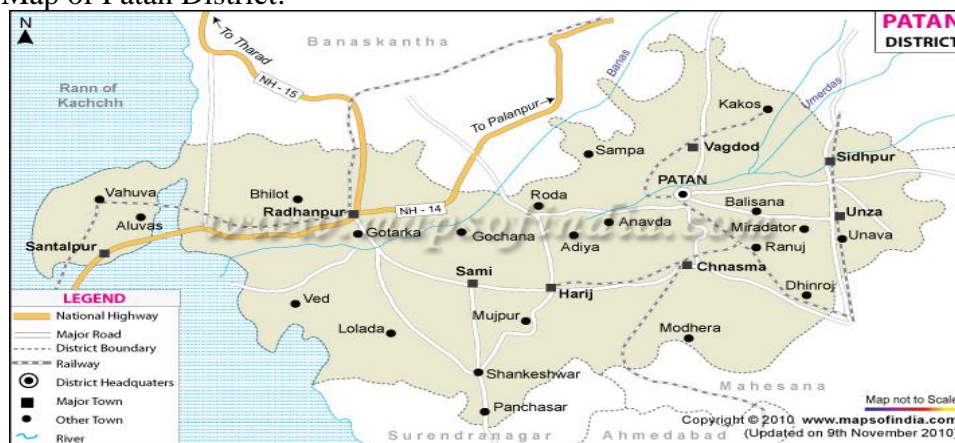 Map of Patan District:
N
PATAN
DISTRICT
To Tharad
Banaskantha
Rann of
Kachchh
NH - 15
To Palanpur
Banas
Umerdas
Kakos
Sampa
Vagdod
Sidhpur
PATAN
Vahuva
Bhilot
Roda
Balisana
Aluvas
Radhanpur
NH - 14
Anavda
Unza
Miradator
www.mapsofindia.com
Gotarka
Gochana
Adiya
Ranuj
Unava
Santalpur
Sami
Chnasma
Harij
Dhinroj
Ved
Mujpur
Lolada
Modhera
Shankeshwar
Panchasar
Mahesana
Surendranagar
Ahmedabad
LEGEND
National Highway
Major Road
District Boundary
Railway
District Headquaters
Major Town
Other Town
River
Map not to Scale
Copyright © 2010 www.mapsofindia.com
(Updated on 9th November 2010)